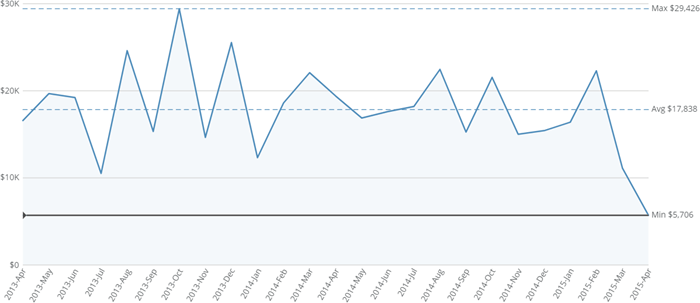 $30K
Max $29,426
$20K
Avg $17,838
$10K
Min $5,706
$0
2013-Apr
2013-May
2013-Jun
2013-Jul
2013-Aug
2013-Sep
2013-Oct
2013-Nov
2013-Dec
2014-Jan
2014-Feb
2014-Mar
2014-Apr
2014-May
2014-Jun
2014-Jul
2014-Aug
2014-Sep
2014-Oct
2014-Nov
2014-Dec
2015-Jan
2015-Feb
2015-Mar
2015-Apr